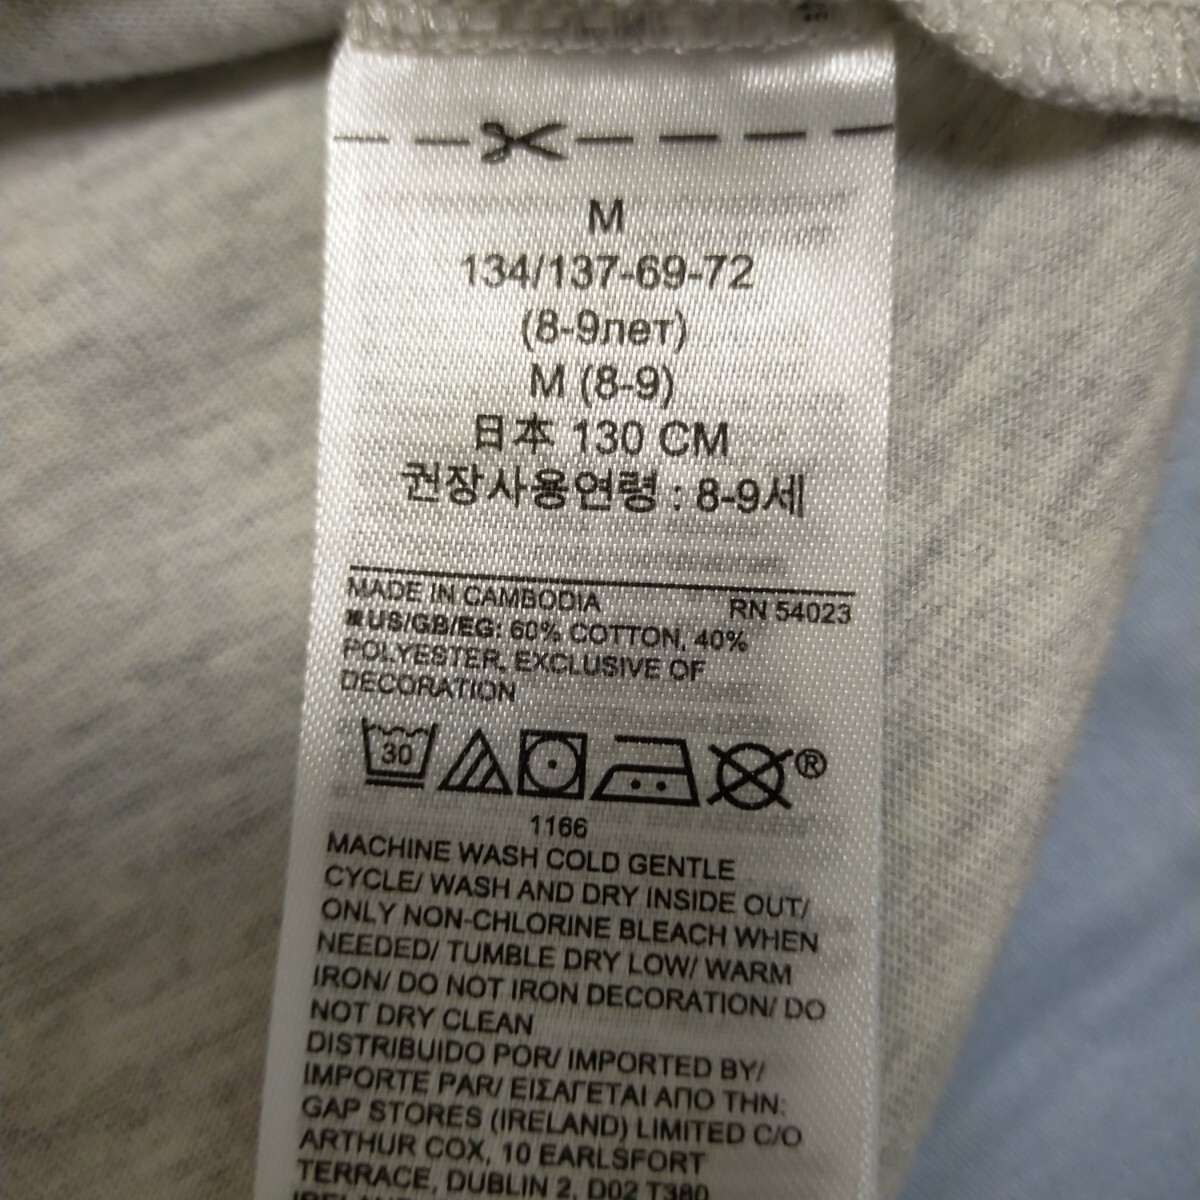 M
134/137-69-72
(8-9лет)
M (8-9)
日本 130 CM
권장사용연령 : 8-9세
MADE IN CAMBODIA RN 54023
US/GB/EG: 60% COTTON, 40%
POLYESTER, EXCLUSIVE OF
DECORATION
30 ®
1166
MACHINE WASH COLD GENTLE
CYCLE/ WASH AND DRY INSIDE OUT/
ONLY NON-CHLORINE BLEACH WHEN
NEEDED/ TUMBLE DRY LOW/ WARM
IRON/ DO NOT IRON DECORATION/ DO
NOT DRY CLEAN
DISTRIBUIDO POR/ IMPORTED BY/
IMPORTE PAR/ ΕΙΣΑΓΕΤΑΙ ΑΠΟ ΤΗΝ:
GAP STORES (IRELAND) LIMITED C/O
ARTHUR COX, 10 EARLSFORT
TERRACE, DUBLIN 2, D02 T380